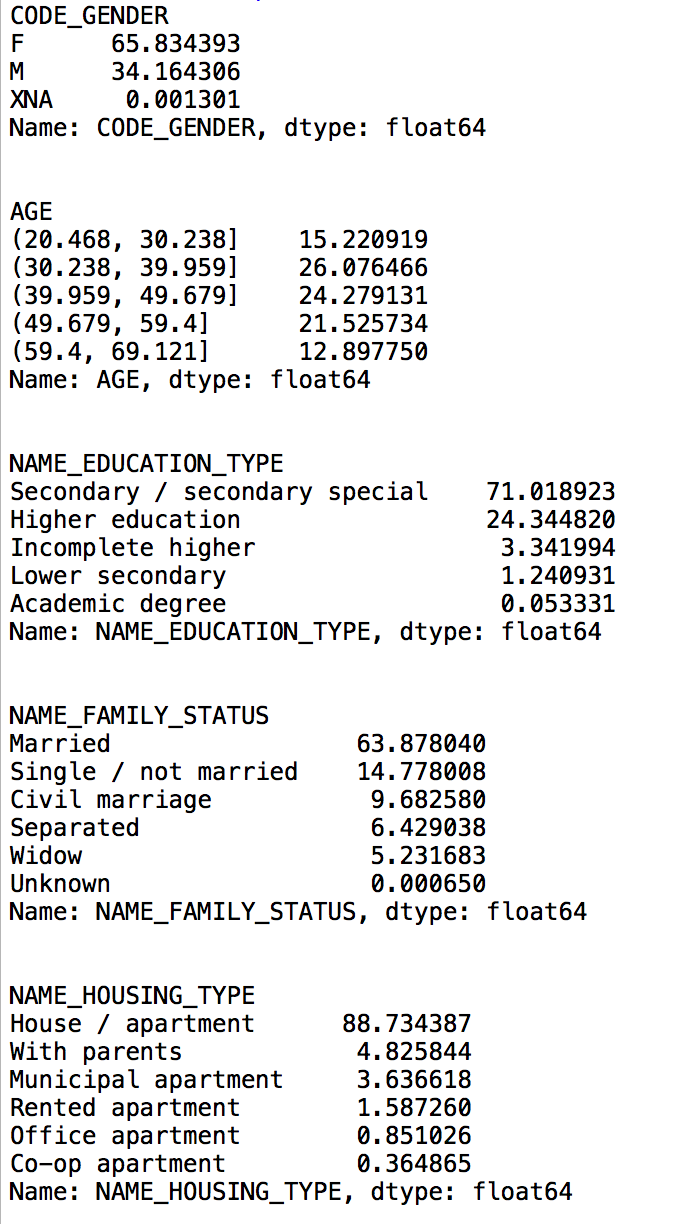 CODE_GENDER
F      65.834393
M      34.164306
XNA     0.001301
Name: CODE_GENDER, dtype: float64
AGE
(20.468, 30.238]    15.220919
(30.238, 39.959]    26.076466
(39.959, 49.679]    24.279131
(49.679, 59.4]      21.525734
(59.4, 69.121]      12.897750
Name: AGE, dtype: float64
NAME_EDUCATION_TYPE
Secondary / secondary special    71.018923
Higher education                 24.344820
Incomplete higher                 3.341994
Lower secondary                   1.240931
Academic degree                   0.053331
Name: NAME_EDUCATION_TYPE, dtype: float64
NAME_FAMILY_STATUS
Married                 63.878040
Single / not married    14.778008
Civil marriage           9.682580
Separated                6.429038
Widow                    5.231683
Unknown                  0.000650
Name: NAME_FAMILY_STATUS, dtype: float64
NAME_HOUSING_TYPE
House / apartment      88.734387
With parents            4.825844
Municipal apartment     3.636618
Rented apartment        1.587260
Office apartment        0.851026
Co-op apartment         0.364865
Name: NAME_HOUSING_TYPE, dtype: float64